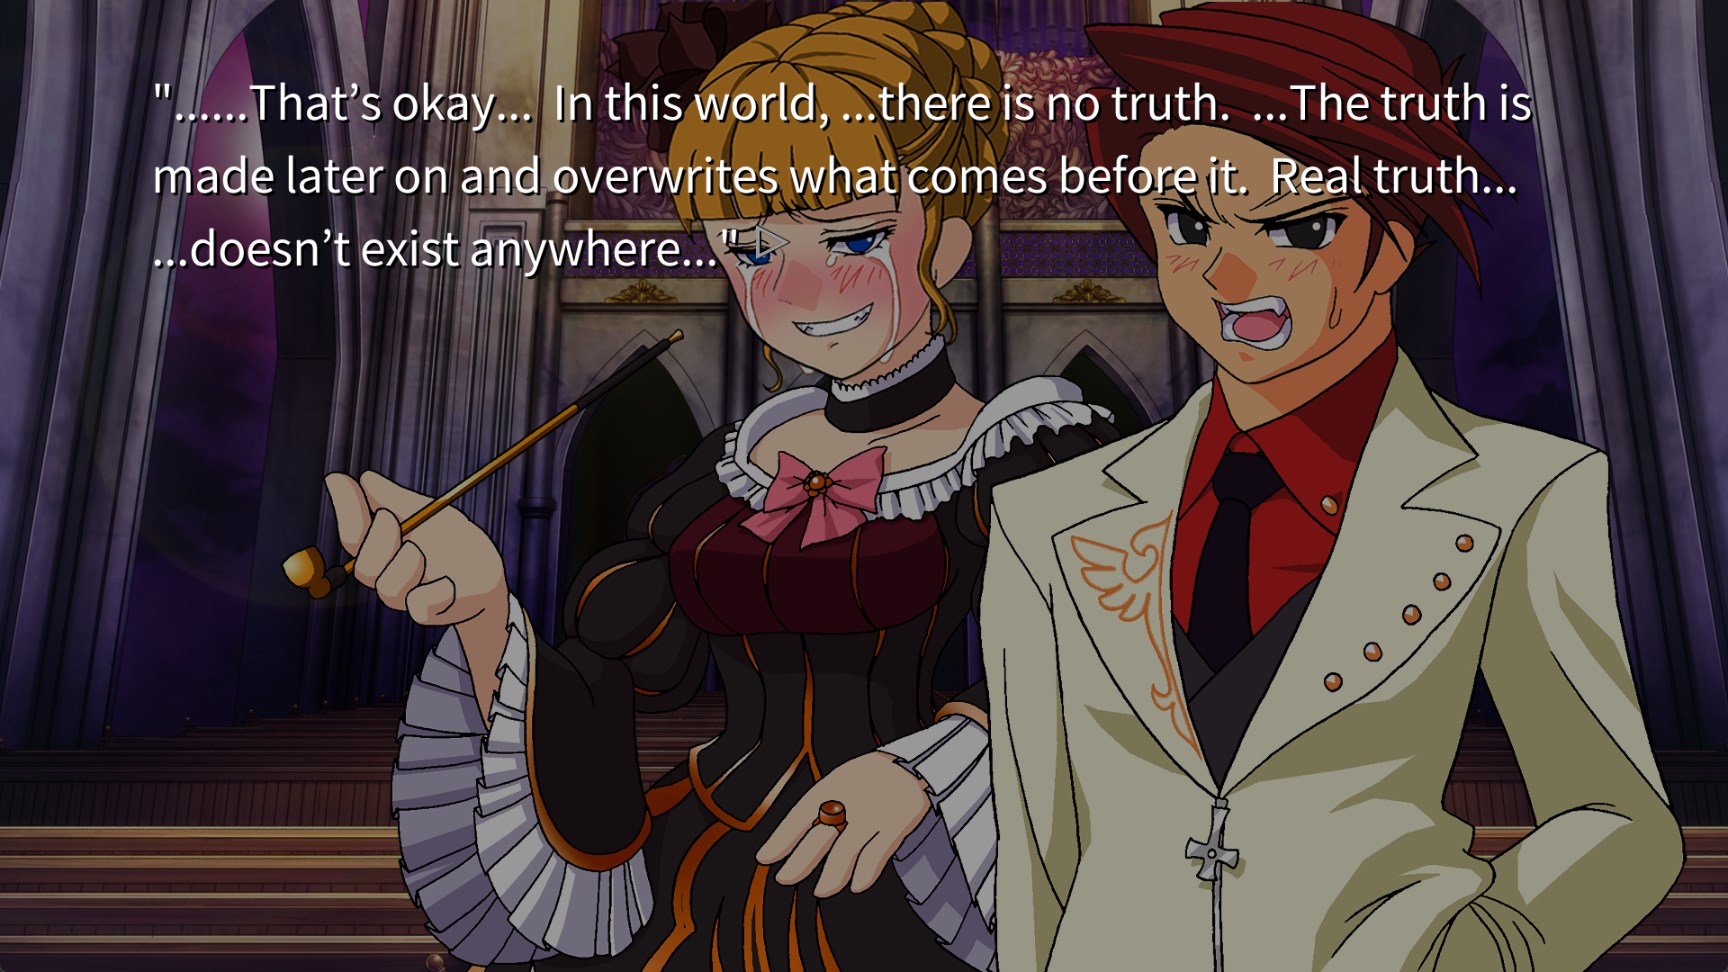 "......That’s okay...  In this world, ...there is no truth.  ...The truth is
made later on and overwrites what comes before it.  Real truth...
...doesn’t exist anywhere..."